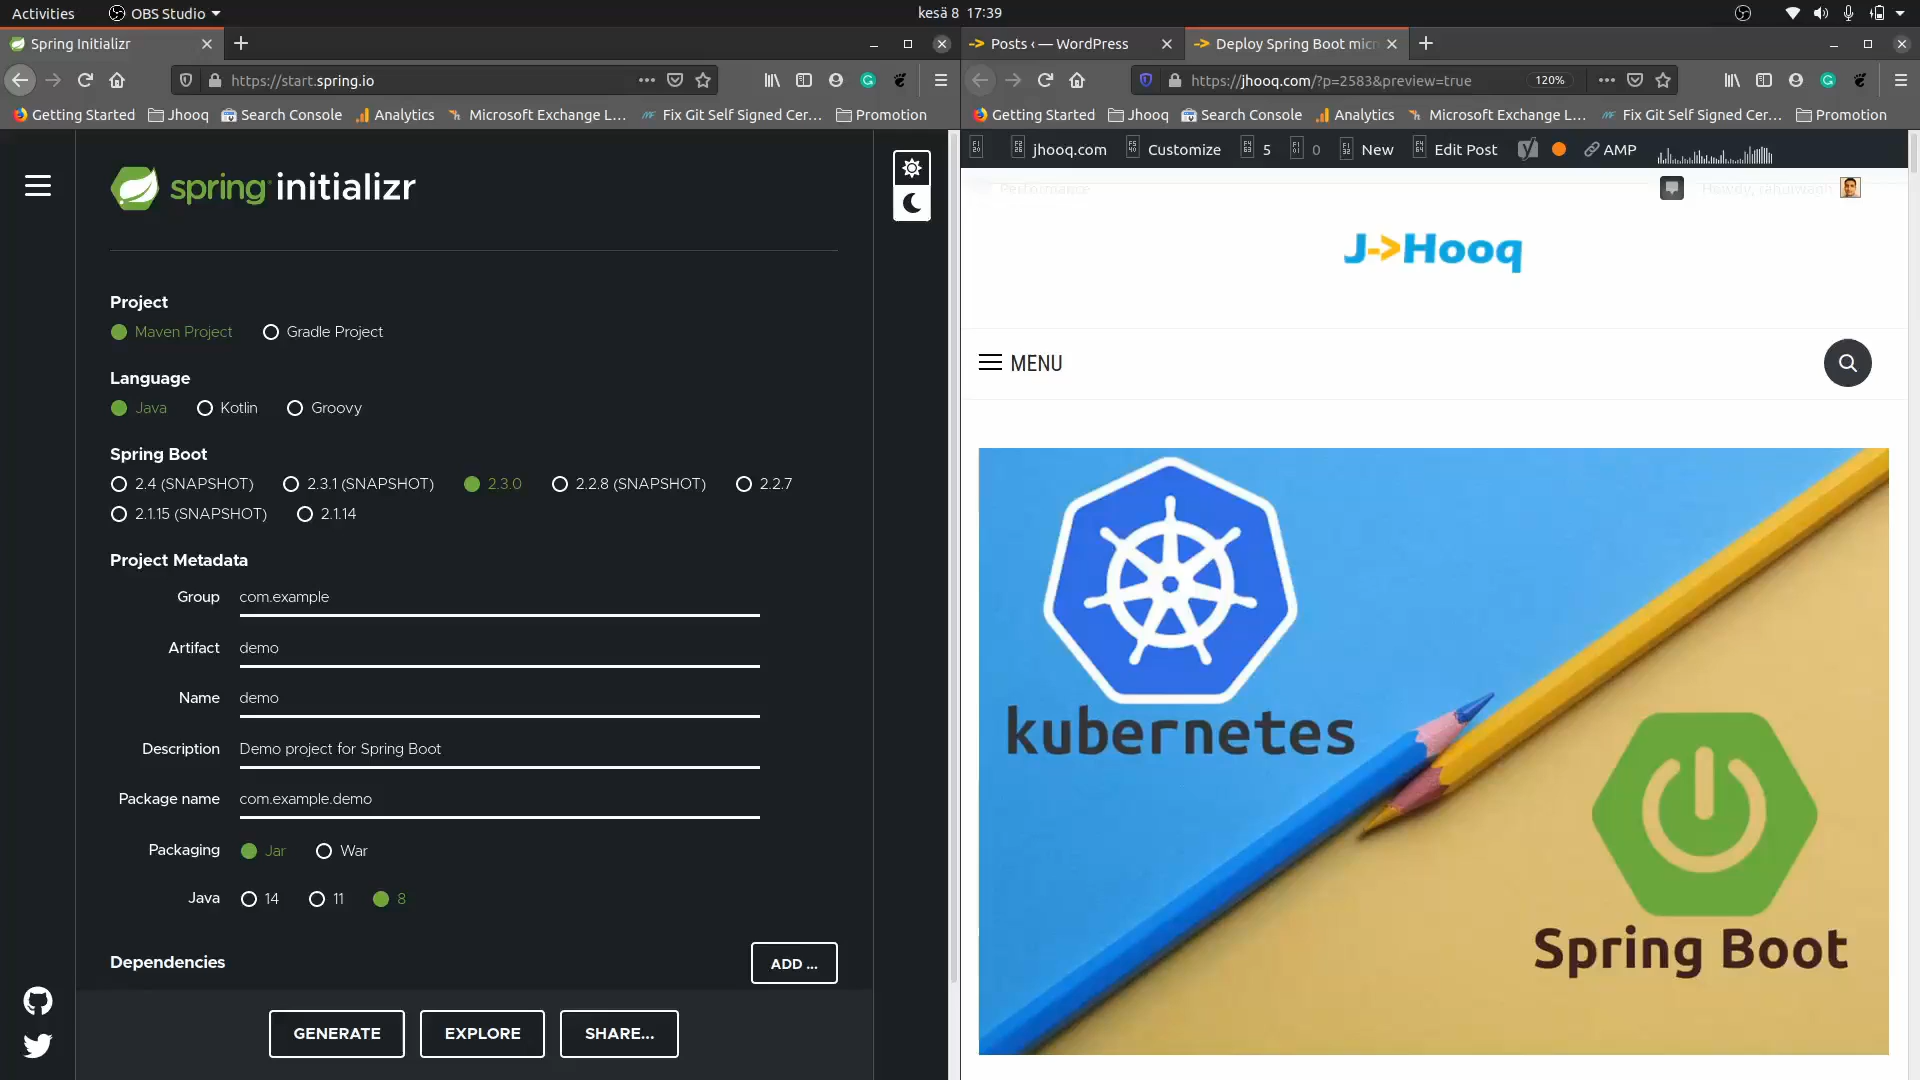 Activities OBS Studio kesä 8 17:39
Spring Initializr
https://start.spring.io
Getting Started Jhooq Search Console Analytics Microsoft Exchange L... Fix Git Self Signed Cer... Promotion
spring initializr
Project
Maven Project Gradle Project
Language
Java Kotlin Groovy
Spring Boot
2.4 (SNAPSHOT) 2.3.1 (SNAPSHOT) 2.3.0 2.2.8 (SNAPSHOT) 2.2.7
2.1.15 (SNAPSHOT) 2.1.14
Project Metadata
Group com.example
Artifact demo
Name demo
Description Demo project for Spring Boot
Package name com.example.demo
Packaging Jar War
Java 14 11 8
Dependencies ADD ...
GENERATE EXPLORE SHARE...
Posts ‹ — WordPress Deploy Spring Boot micr
https://jhooq.com/?p=2583&preview=true 120%
Getting Started Jhooq Search Console Analytics Microsoft Exchange L... Fix Git Self Signed Cer... Promotion
jhooq.com Customize 5 0 New Edit Post AMP
Performance
J->Hooq
MENU
kubernetes
Spring Boot